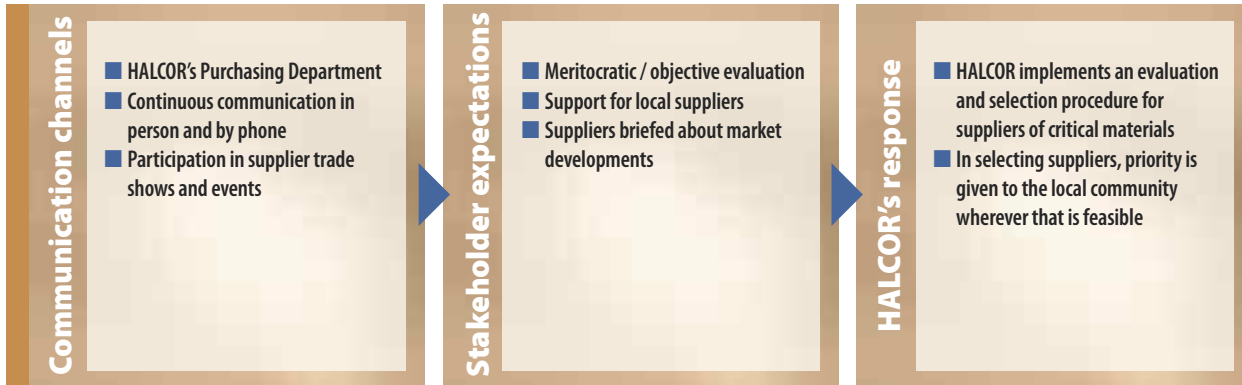 Communication channels
■ HALCOR's Purchasing Department
■ Continuous communication in
person and by phone
■ Participation in supplier trade
shows and events
Stakeholder expectations
■ Meritocratic / objective evaluation
■ Support for local suppliers
■ Suppliers briefed about market
developments
HALCOR's response
■ HALCOR implements an evaluation
and selection procedure for
suppliers of critical materials
■ In selecting suppliers, priority is
given to the local community
wherever that is feasible